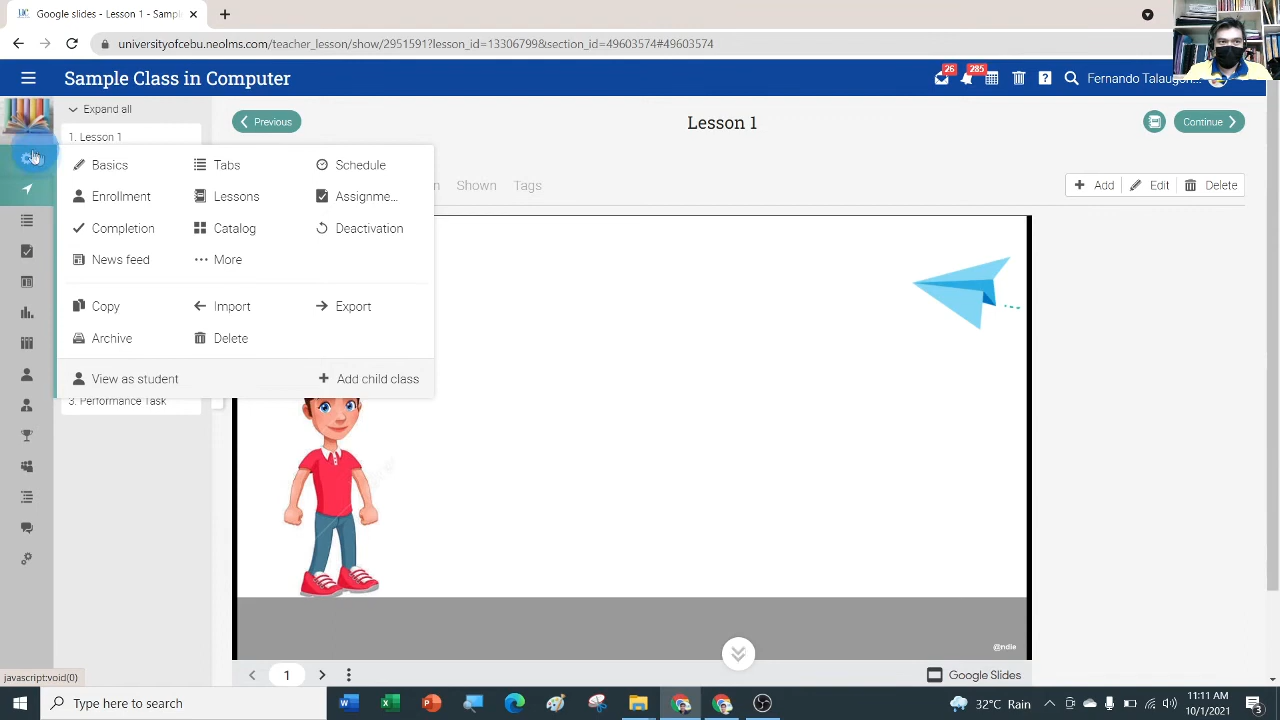 Google slides - Lesson 1 - Sampl
universityofcebu.neolms.com/teacher_lesson/show/2951591?lesson_id=13306
section_id=49603574#49603574
Sample Class in Computer
26
285
Fernando Talaugon
Expand all
1. Lesson 1
Previous
Lesson 1
Continue
Basics
Tabs
Schedule
Shown
Tags
Add
Edit
Delete
Enrollment
Lessons
Assignme...
Completion
Catalog
Deactivation
News feed
More
Copy
Import
Export
Archive
Delete
View as student
Add child class
3. Performance Task
@ndie
javascript:void(0)
1
Google Slides
Type here to search
32°C Rain
11:11 AM
10/1/2021
3